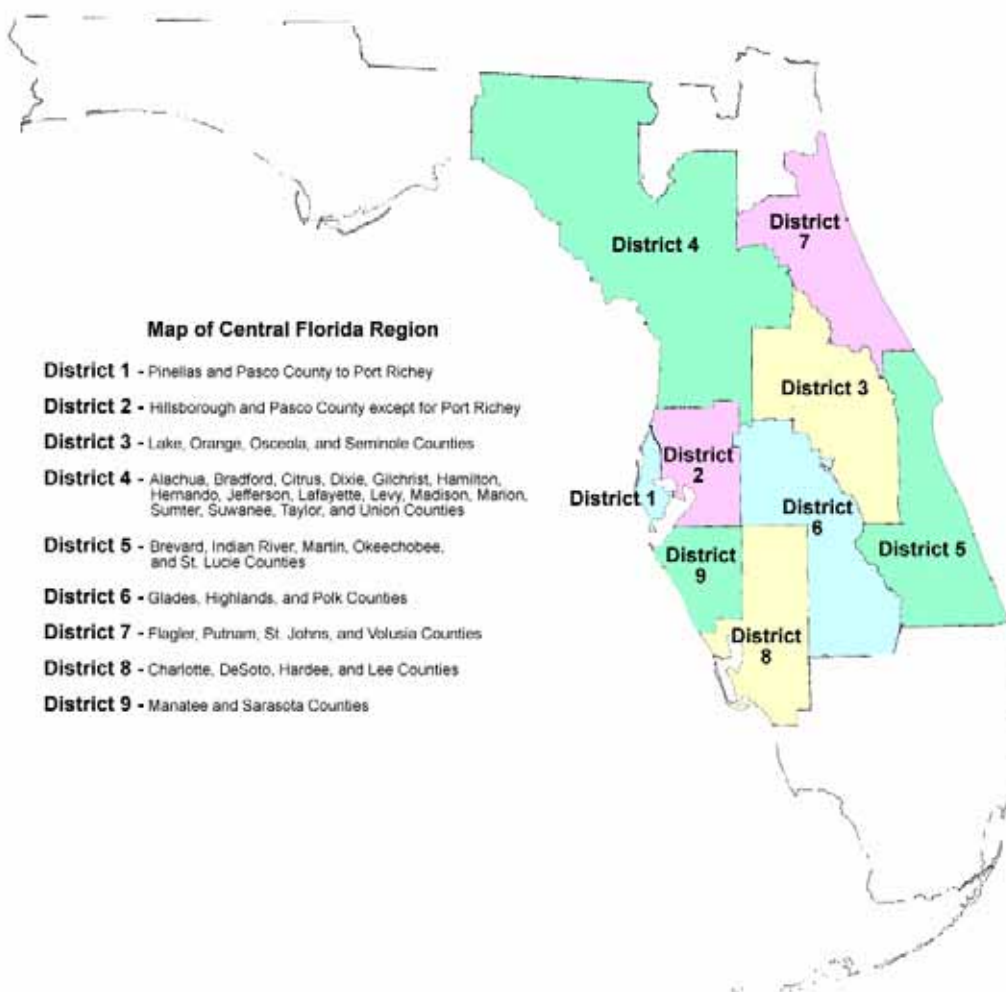 District 4
District
7
Map of Central Florida Region
District 1 - Pinellas and Pasco County to Port Richey
District 2 - Hillsborough and Pasco County except for Port Richey
District 3 - Lake, Orange, Osceola, and Seminole Counties
District 4 - Alachua, Bradford, Citrus, Dixie, Gilchrist, Hamilton,
Hernando, Jefferson, Lafayette, Levy, Madison, Marion,
Sumter, Suwanee, Taylor, and Union Counties
District 5 - Brevard, Indian River, Martin, Okeechobee,
and St. Lucie Counties
District 6 - Glades, Highlands, and Polk Counties
District 7 - Flagler, Putnam, St. Johns, and Volusia Counties
District 8 - Charlotte, DeSoto, Hardee, and Lee Counties
District 9 - Manatee and Sarasota Counties
District 3
District
2
District 1
District
6
District 5
District
9
District
8